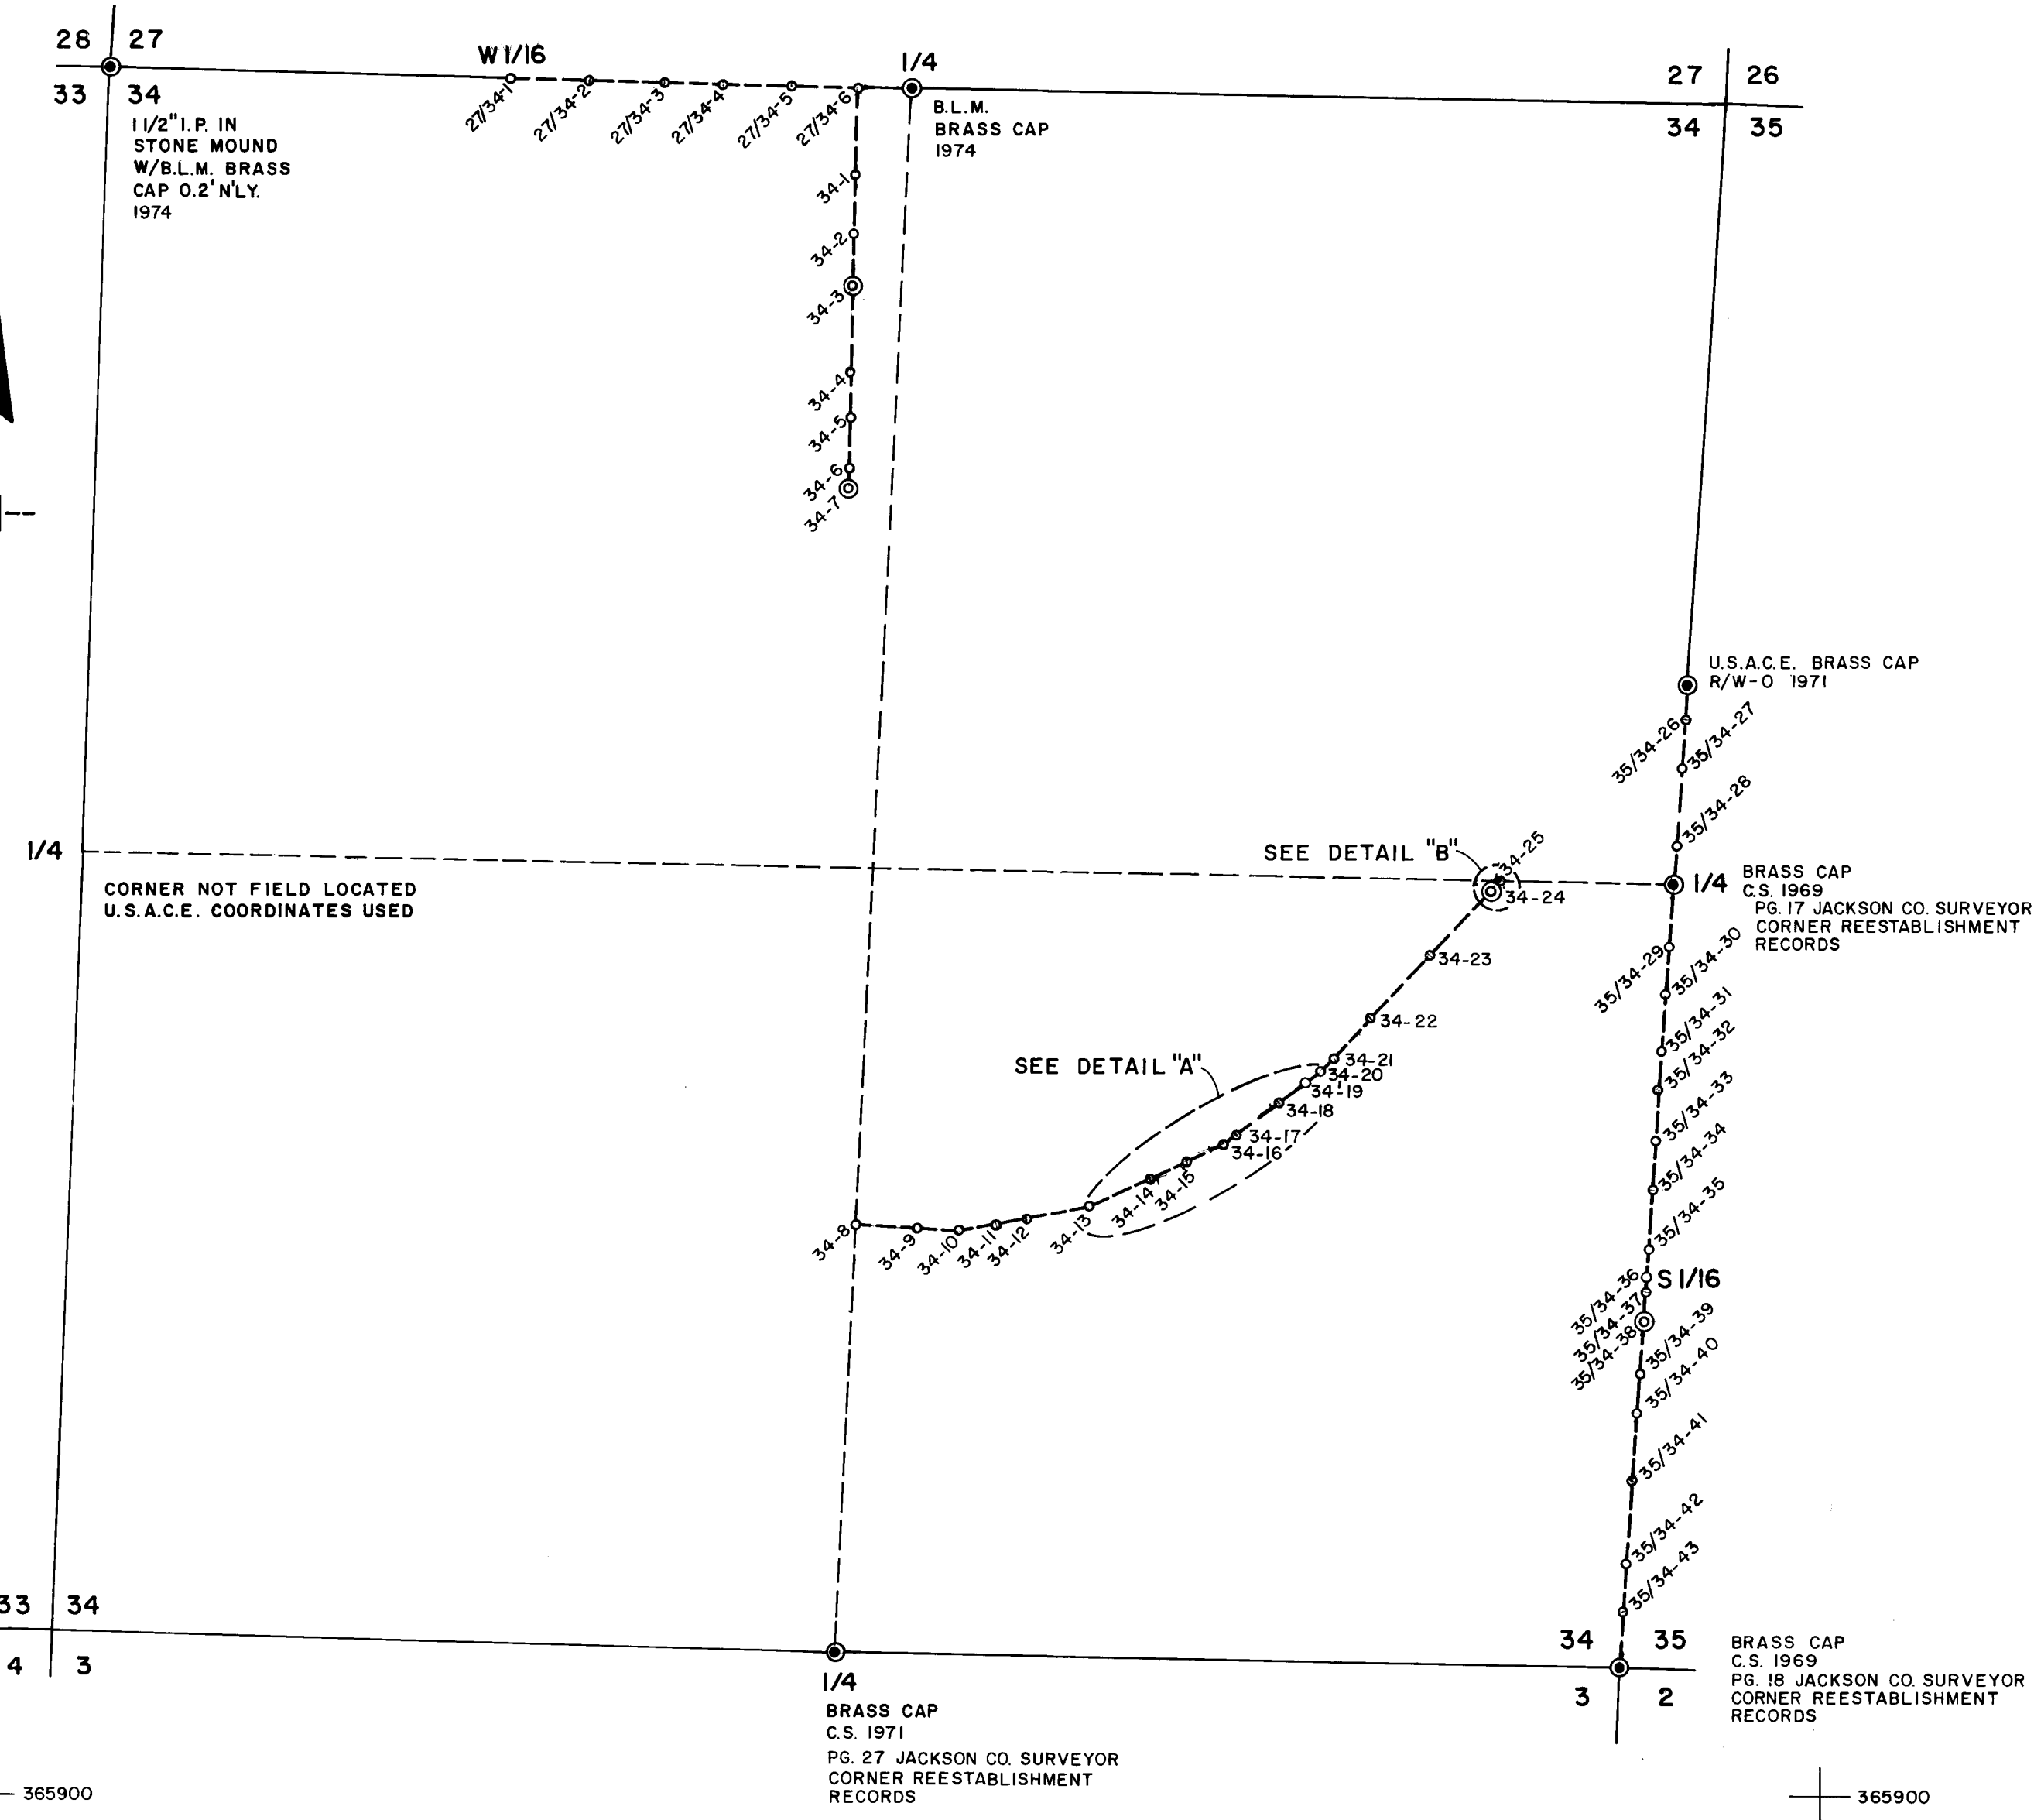 28 27
W 1/16
1/4
27 26
33 34
34 35
1 1/2" I.P. IN
STONE MOUND
W/B.L.M. BRASS
CAP 0.2' N'LY.
1974
27/34-1
27/34-2
27/34-3
27/34-4
27/34-5
27/34-6
B.L.M.
BRASS CAP
1974
34-1
34-2
34-3
34-4
34-5
34-6
34-7
U.S.A.C.E. BRASS CAP
R/W-0 1971
35/34-26
35/34-27
35/34-28
1/4
CORNER NOT FIELD LOCATED
U.S.A.C.E. COORDINATES USED
SEE DETAIL "B"
34-25
34-24
1/4
BRASS CAP
C.S. 1969
PG. 17 JACKSON CO. SURVEYOR
CORNER REESTABLISHMENT
RECORDS
34-23
34-22
34-21
34-20
34-19
34-18
34-17
34-16
SEE DETAIL "A"
34-15
34-14
34-13
34-12
34-11
34-10
34-9
34-8
35/34-29
35/34-30
35/34-31
35/34-32
35/34-33
35/34-34
35/34-35
35/34-36
S 1/16
35/34-37
35/34-38
35/34-39
35/34-40
35/34-41
35/34-42
35/34-43
33 34
4 3
34 35
3 2
BRASS CAP
C.S. 1969
PG. 18 JACKSON CO. SURVEYOR
CORNER REESTABLISHMENT
RECORDS
1/4
BRASS CAP
C.S. 1971
PG. 27 JACKSON CO. SURVEYOR
CORNER REESTABLISHMENT
RECORDS
365900
365900